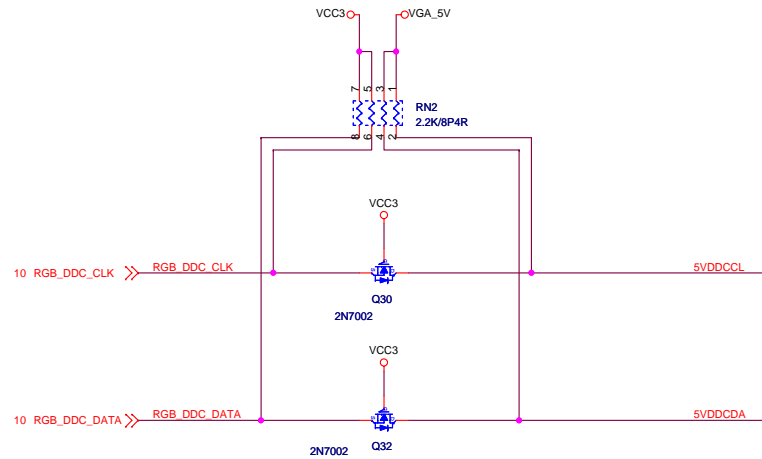 VCC3
VGA_5V
7 5 3 1
RN2
2.2K/8P4R
8 6 4 2
VCC3
10 RGB_DDC_CLK
RGB_DDC_CLK
5VDDCCL
Q30
2N7002
VCC3
10 RGB_DDC_DATA
RGB_DDC_DATA
5VDDCDA
Q32
2N7002